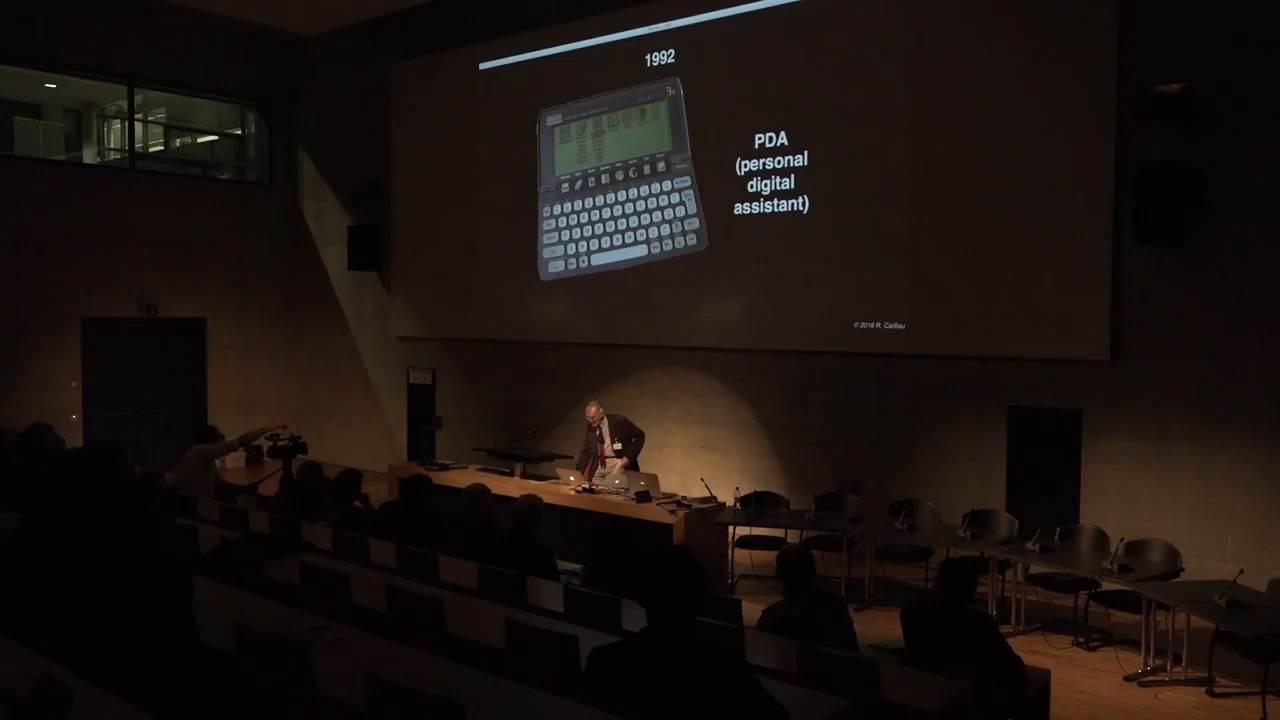 1992
PDA
(personal
digital
assistant)
© 2016 R. Cailliau